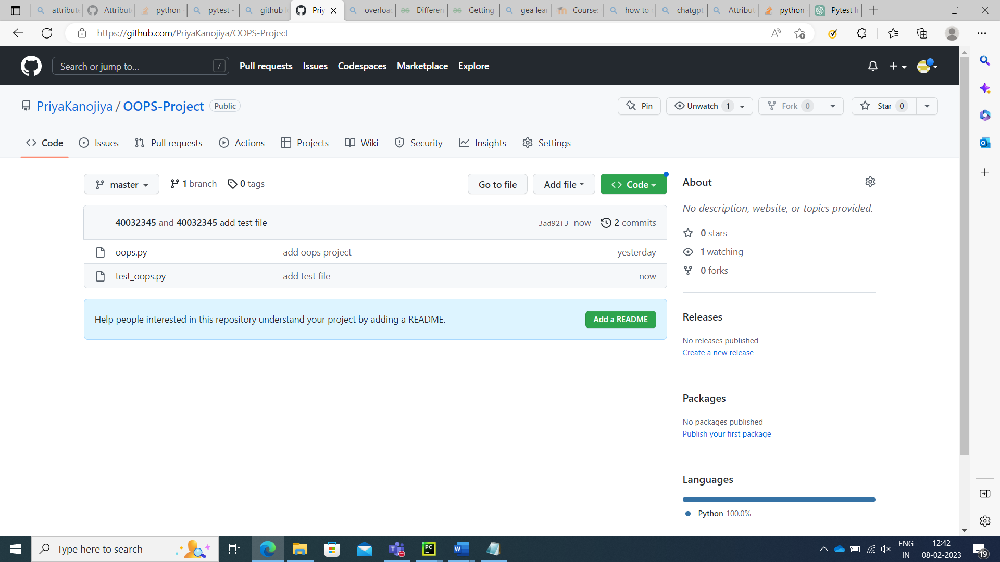 attribute
Attribute
python
pytest -
github l
Priy
overload
Differen
Getting
gea lear
Course:
how to
chatgpt
Attribut
python
Pytest I
https://github.com/PriyaKanojiya/OOPS-Project
Search or jump to... /
Pull requests Issues Codespaces Marketplace Explore
PriyaKanojiya / OOPS-Project Public
Pin
Unwatch 1
Fork 0
Star 0
Code Issues Pull requests Actions Projects Wiki Security Insights Settings
master 1 branch 0 tags
Go to file Add file Code
40032345 and 40032345 add test file 3ad92f3 now 2 commits
oops.py add oops project yesterday
test_oops.py add test file now
Help people interested in this repository understand your project by adding a README. Add a README
About
No description, website, or topics provided.
0 stars
1 watching
0 forks
Releases
No releases published
Create a new release
Packages
No packages published
Publish your first package
Languages
Python 100.0%
Type here to search
PC
W
ENG
IN
12:42
08-02-2023
19